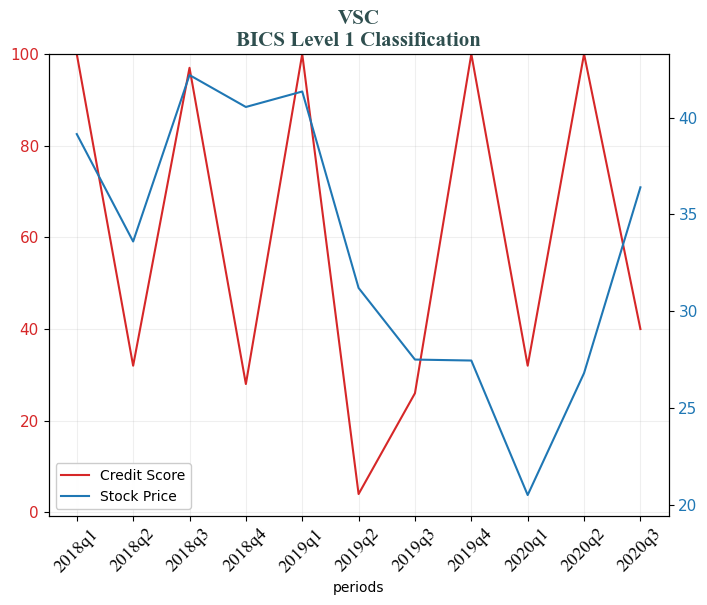 VSC
BICS Level 1 Classification
100
80
60
40
20
0
40
35
30
25
20
Credit Score
Stock Price
2018q1
2018q2
2018q3
2018q4
2019q1
2019q2
2019q3
2019q4
2020q1
2020q2
2020q3
periods